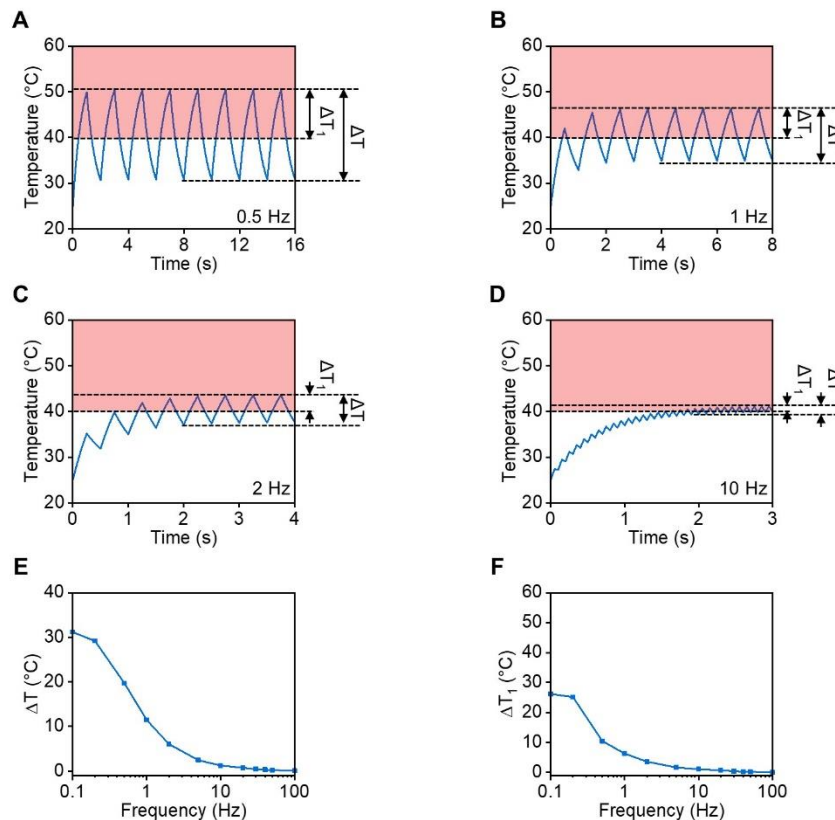 A
60
50
40
30
20
Temperature (°C)
ΔT₁
ΔT
0.5 Hz
0 4 8 12 16
Time (s)
B
60
50
40
30
20
Temperature (°C)
ΔT₁
ΔT
1 Hz
0 2 4 6 8
Time (s)
C
60
50
40
30
20
Temperature (°C)
ΔT₁
ΔT
2 Hz
0 1 2 3 4
Time (s)
D
60
50
40
30
20
Temperature (°C)
ΔT₁
ΔT
10 Hz
0 1 2 3
Time (s)
E
40
30
20
10
0
ΔT (°C)
0.1 1 10 100
Frequency (Hz)
F
60
50
40
30
20
10
0
ΔT₁ (°C)
0.1 1 10 100
Frequency (Hz)